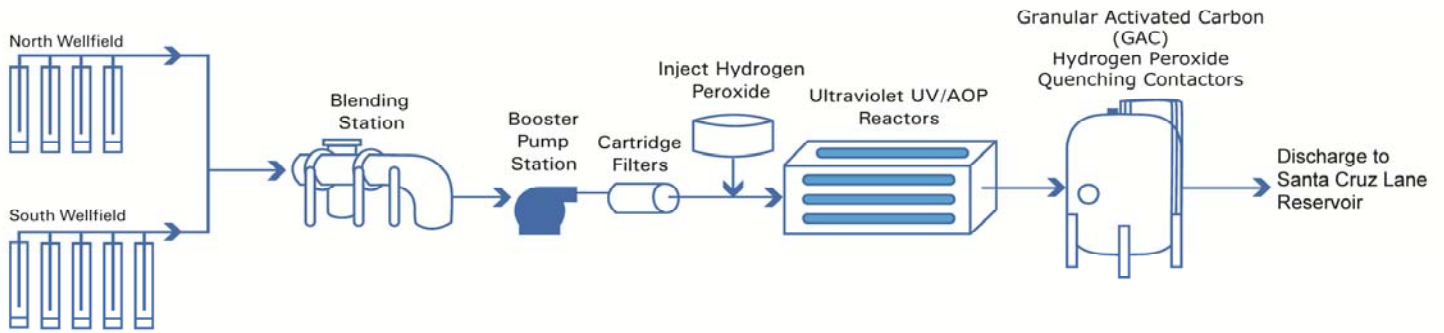 North Wellfield
South Wellfield
Blending
Station
Booster
Pump
Station
Cartridge
Filters
Inject Hydrogen
Peroxide
Ultraviolet UV/AOP
Reactors
Granular Activated Carbon
(GAC)
Hydrogen Peroxide
Quenching Contactors
Discharge to
Santa Cruz Lane
Reservoir